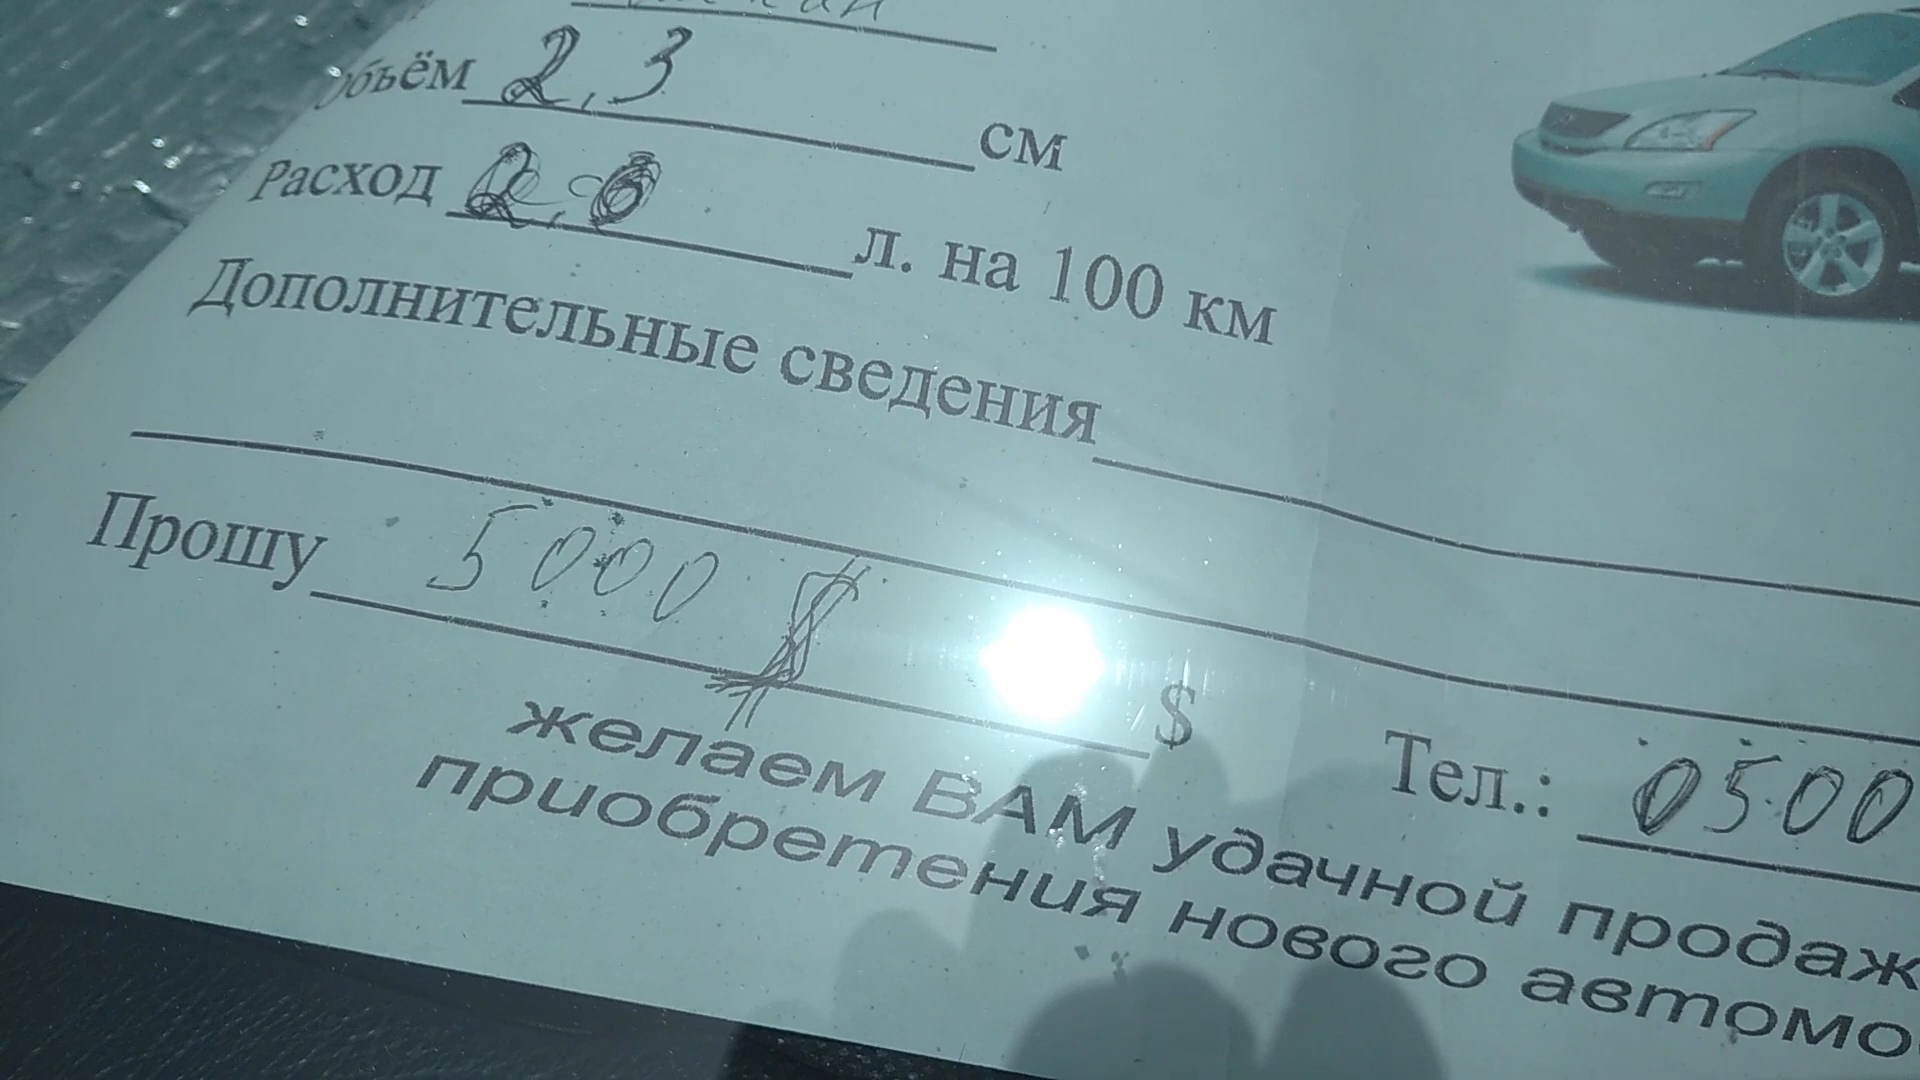 Объём 2,3 см
Расход л. на 100 км
Дополнительные сведения
Прошу 5000 $ $
Тел.: 0500
желаем ВАМ удачной продаж
приобретения нового автомо